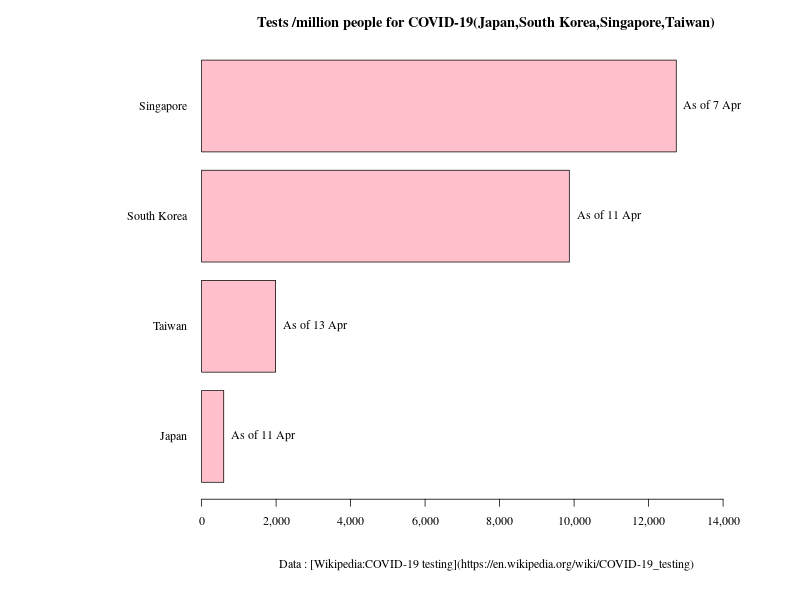 Tests /million people for COVID-19(Japan,South Korea,Singapore,Taiwan)
Singapore
As of 7 Apr
South Korea
As of 11 Apr
Taiwan
As of 13 Apr
Japan
As of 11 Apr
0 2,000 4,000 6,000 8,000 10,000 12,000 14,000
Data : [Wikipedia:COVID-19 testing](https://en.wikipedia.org/wiki/COVID-19_testing)